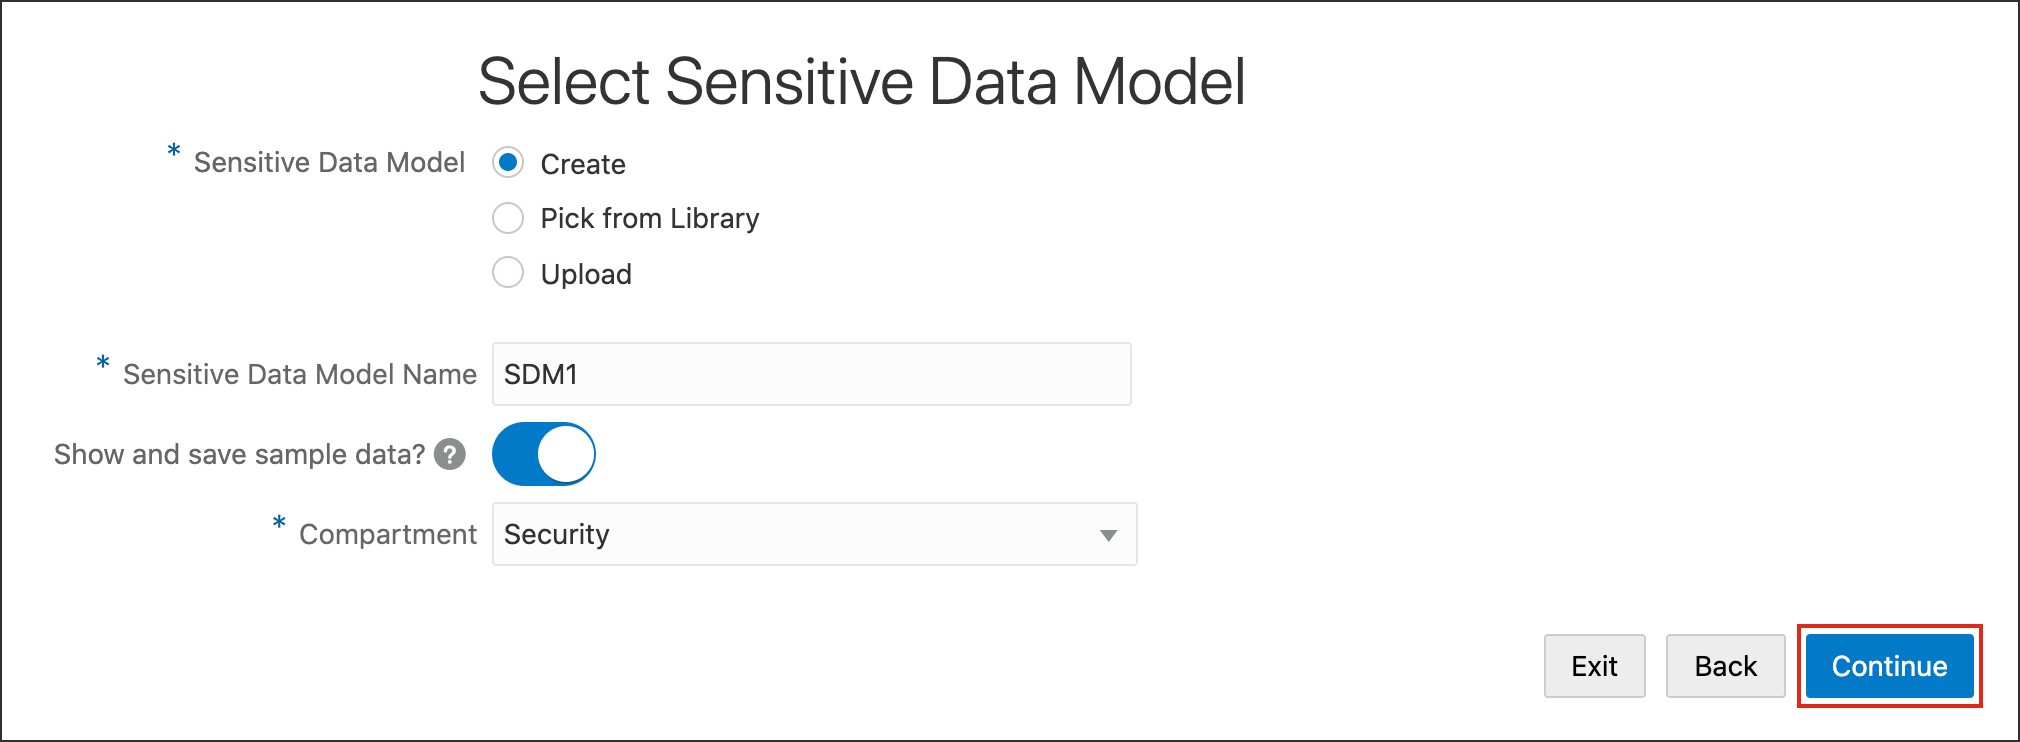 Select Sensitive Data Model
* Sensitive Data Model
Create
Pick from Library
Upload
* Sensitive Data Model Name SDM1
Show and save sample data? ?
* Compartment Security
Exit Back Continue